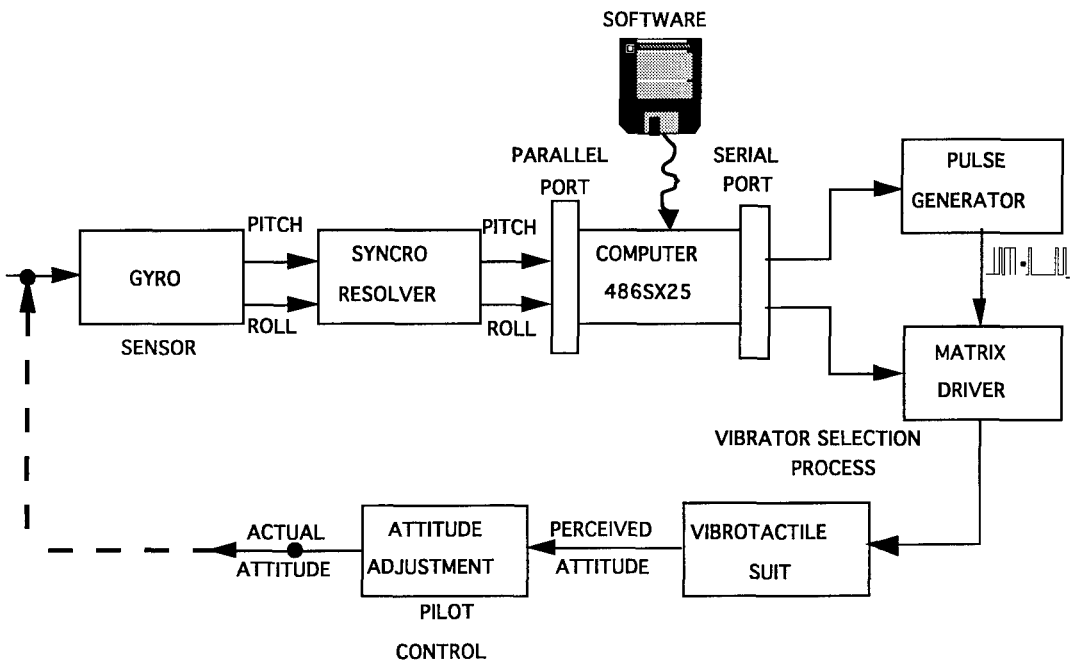 SOFTWARE
PARALLEL
PORT
SERIAL
PORT
PULSE
GENERATOR
PITCH
GYRO
ROLL
SENSOR
SYNCRO
RESOLVER
PITCH
ROLL
COMPUTER
486SX25
MATRIX
DRIVER
VIBRATOR SELECTION
PROCESS
VIBROTACTILE
SUIT
PERCEIVED
ATTITUDE
ATTITUDE
ADJUSTMENT
PILOT
CONTROL
ACTUAL
ATTITUDE